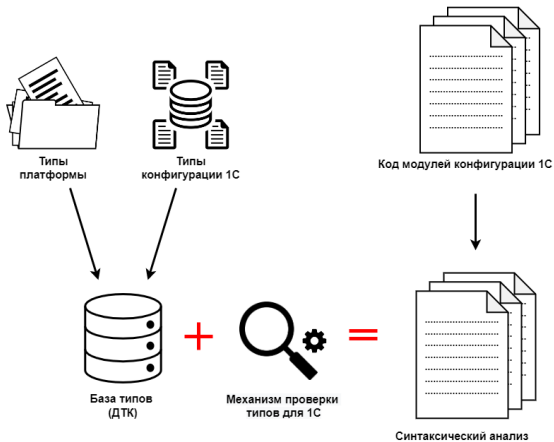 Типы
платформы
Типы
конфигурации 1С
Код модулей конфигурации 1С
База типов
(ДТК)
+
Механизм проверки
типов для 1С
=
Синтаксический анализ